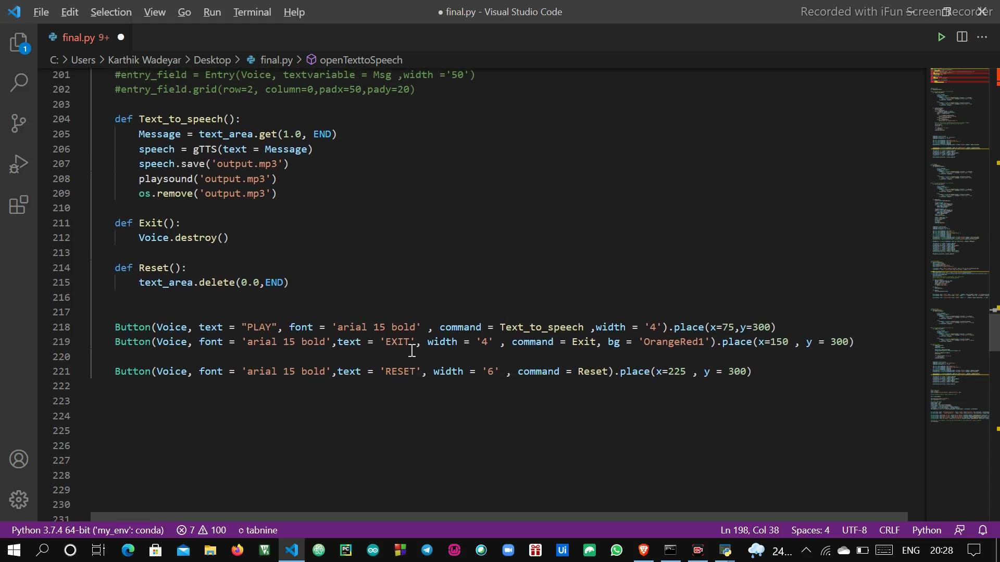 File Edit Selection View Go Run Terminal Help
● final.py - Visual Studio Code
Recorded with iFun Screen Recorder
final.py 9+
C: > Users > Karthik Wadeyar > Desktop > final.py > openTexttoSpeech
1
201 #entry_field = Entry(Voice, textvariable = Msg ,width ='50')
202 #entry_field.grid(row=2, column=0,padx=50,pady=20)
203
204 def Text_to_speech():
205 Message = text_area.get(1.0, END)
206 speech = gTTS(text = Message)
207 speech.save('output.mp3')
208 playsound('output.mp3')
209 os.remove('output.mp3')
210
211 def Exit():
212 Voice.destroy()
213
214 def Reset():
215 text_area.delete(0.0,END)
216
217
218 Button(Voice, text = "PLAY", font = 'arial 15 bold' , command = Text_to_speech ,width = '4').place(x=75,y=300)
219 Button(Voice, font = 'arial 15 bold',text = 'EXIT', width = '4' , command = Exit, bg = 'OrangeRed1').place(x=150 , y = 300)
220
221 Button(Voice, font = 'arial 15 bold',text = 'RESET', width = '6' , command = Reset).place(x=225 , y = 300)
222
223
224
225
226
227
228
229
230
231
Python 3.7.4 64-bit ('my_env': conda) 7 100 tabnine
Ln 198, Col 38 Spaces: 4 UTF-8 CRLF Python
PC Ui 24... ENG 20:28